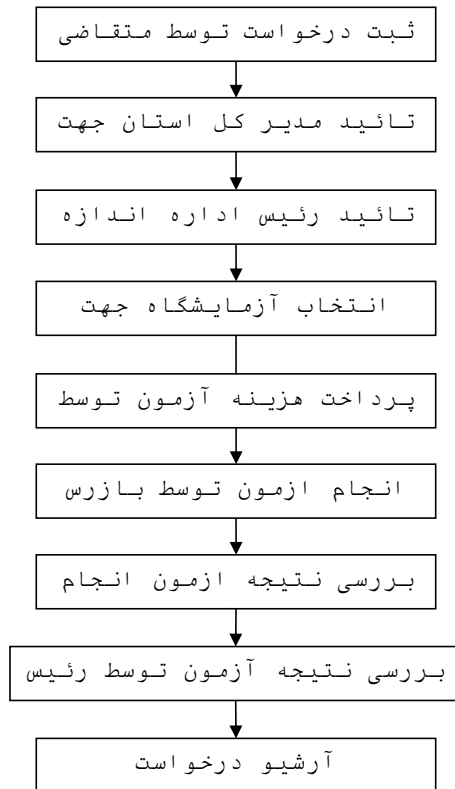 ثبت درخواست توسط متقاضی
تائید مدیر کل استان جهت
تائید رئیس اداره اندازه
انتخاب آزمایشگاه جهت
پرداخت هزینه آزمون توسط
انجام ازمون توسط بازرس
بررسی نتیجه ازمون انجام
بررسی نتیجه آزمون توسط رئیس
آرشیو درخواست